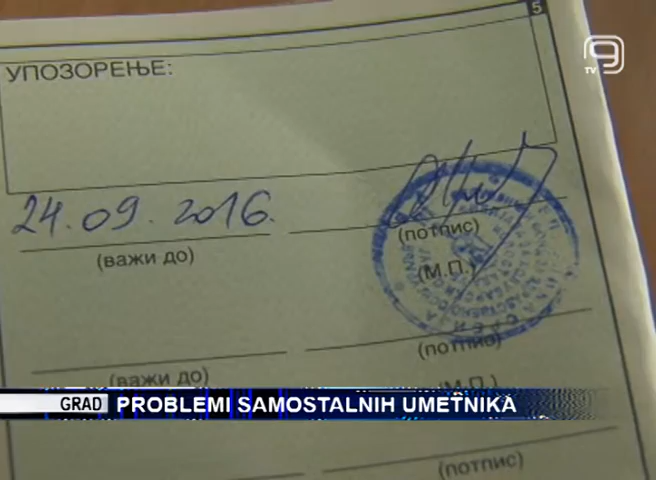 5
9
TV
УПОЗОРЕЊЕ:
24.09.2016.
(важи до)
(потпис)
(М.П.)
(важи до)
(потпис)
(М.П.)
GRAD PROBLEMI SAMOSTALNIH UMETNIKA
(потпис)